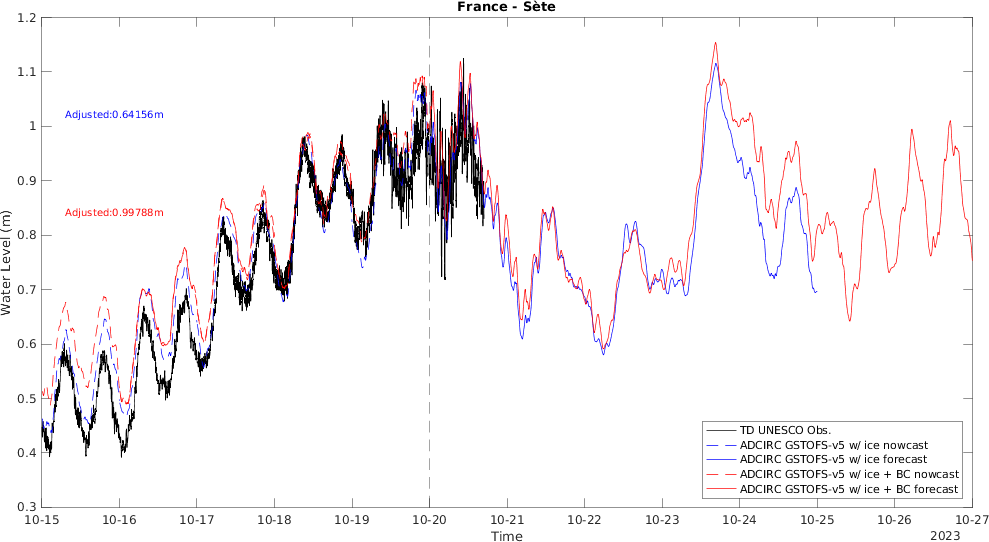 France - Sète
1.2
1.1
1
0.9
0.8
0.7
0.6
0.5
0.4
0.3
Water Level (m)
Adjusted:0.64156m
Adjusted:0.99788m
TD UNESCO Obs.
ADCIRC GSTOFS-v5 w/ ice nowcast
ADCIRC GSTOFS-v5 w/ ice forecast
ADCIRC GSTOFS-v5 w/ ice + BC nowcast
ADCIRC GSTOFS-v5 w/ ice + BC forecast
10-15 10-16 10-17 10-18 10-19 10-20 10-21 10-22 10-23 10-24 10-25 10-26 10-27
Time
2023